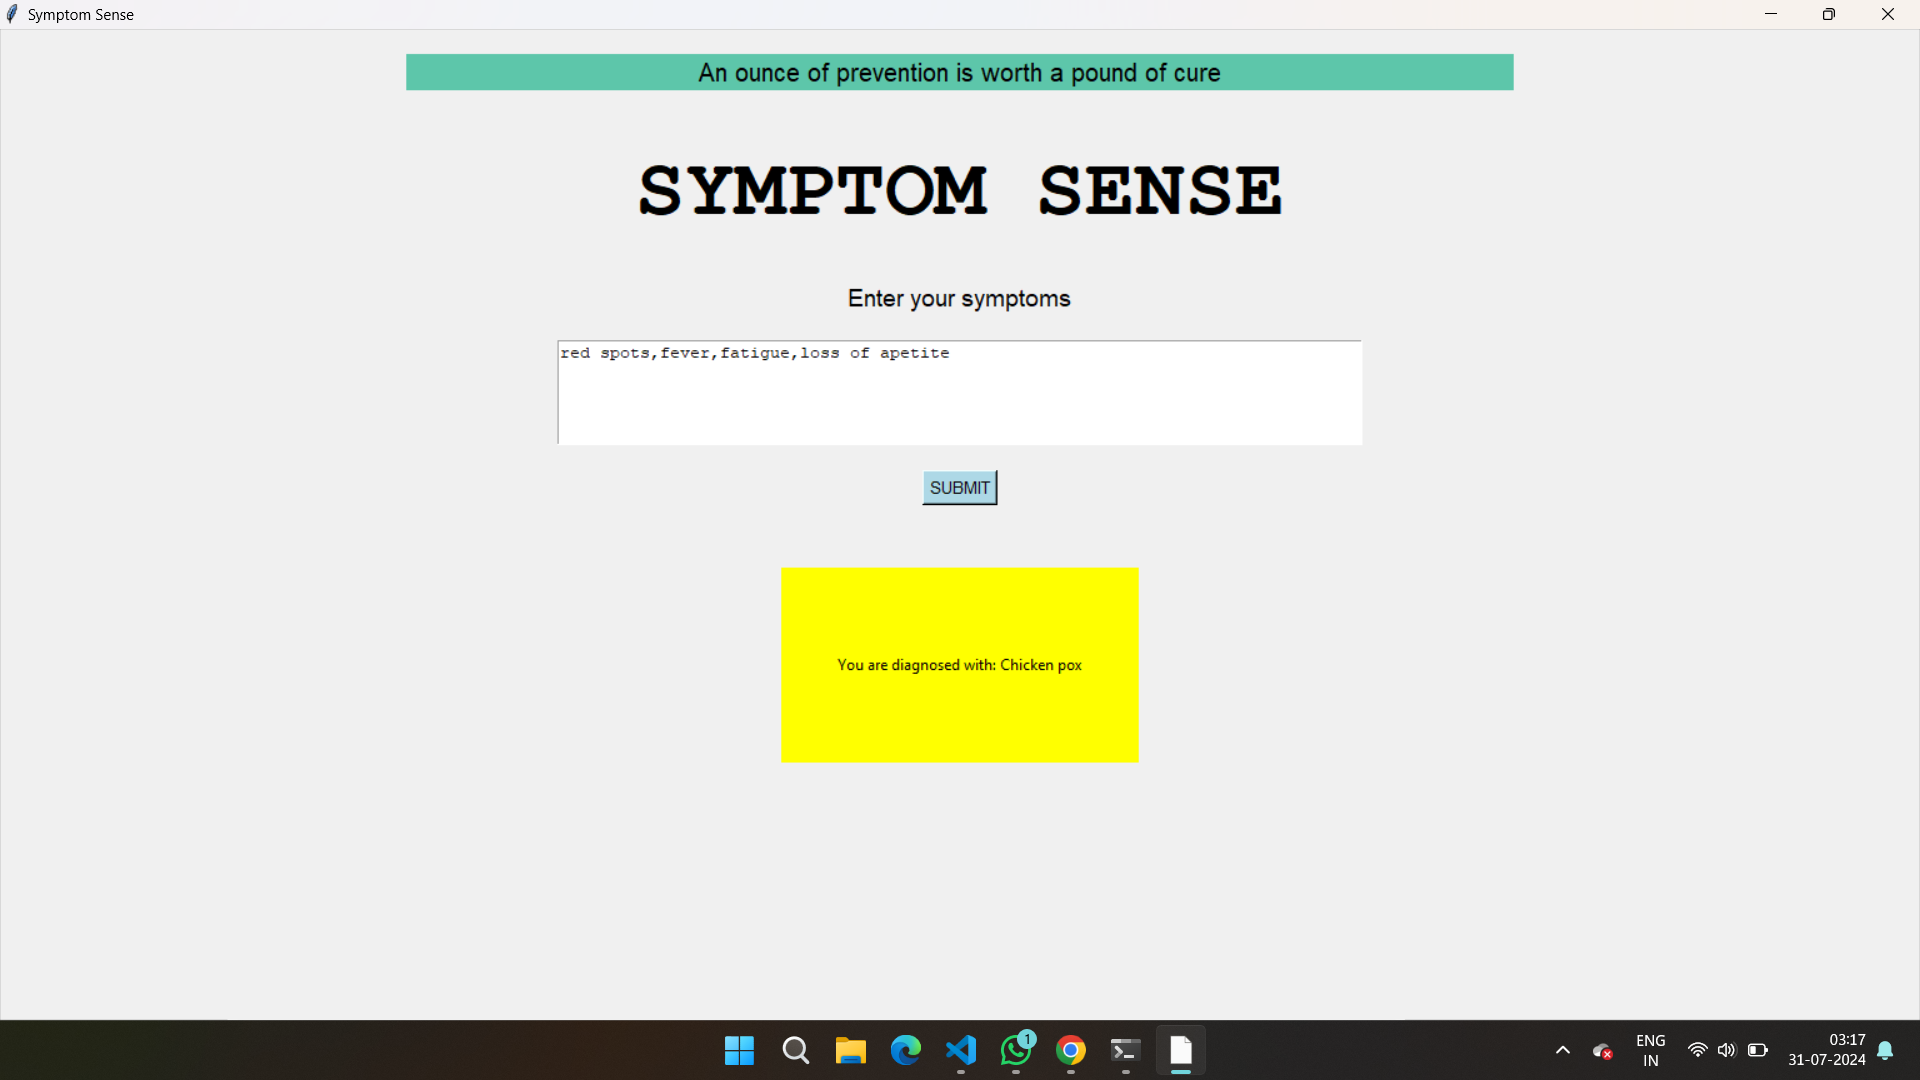 Symptom Sense
An ounce of prevention is worth a pound of cure
SYMPTOM SENSE
Enter your symptoms
red spots,fever,fatigue,loss of apetite
SUBMIT
You are diagnosed with: Chicken pox
1
ENG
IN
03:17
31-07-2024